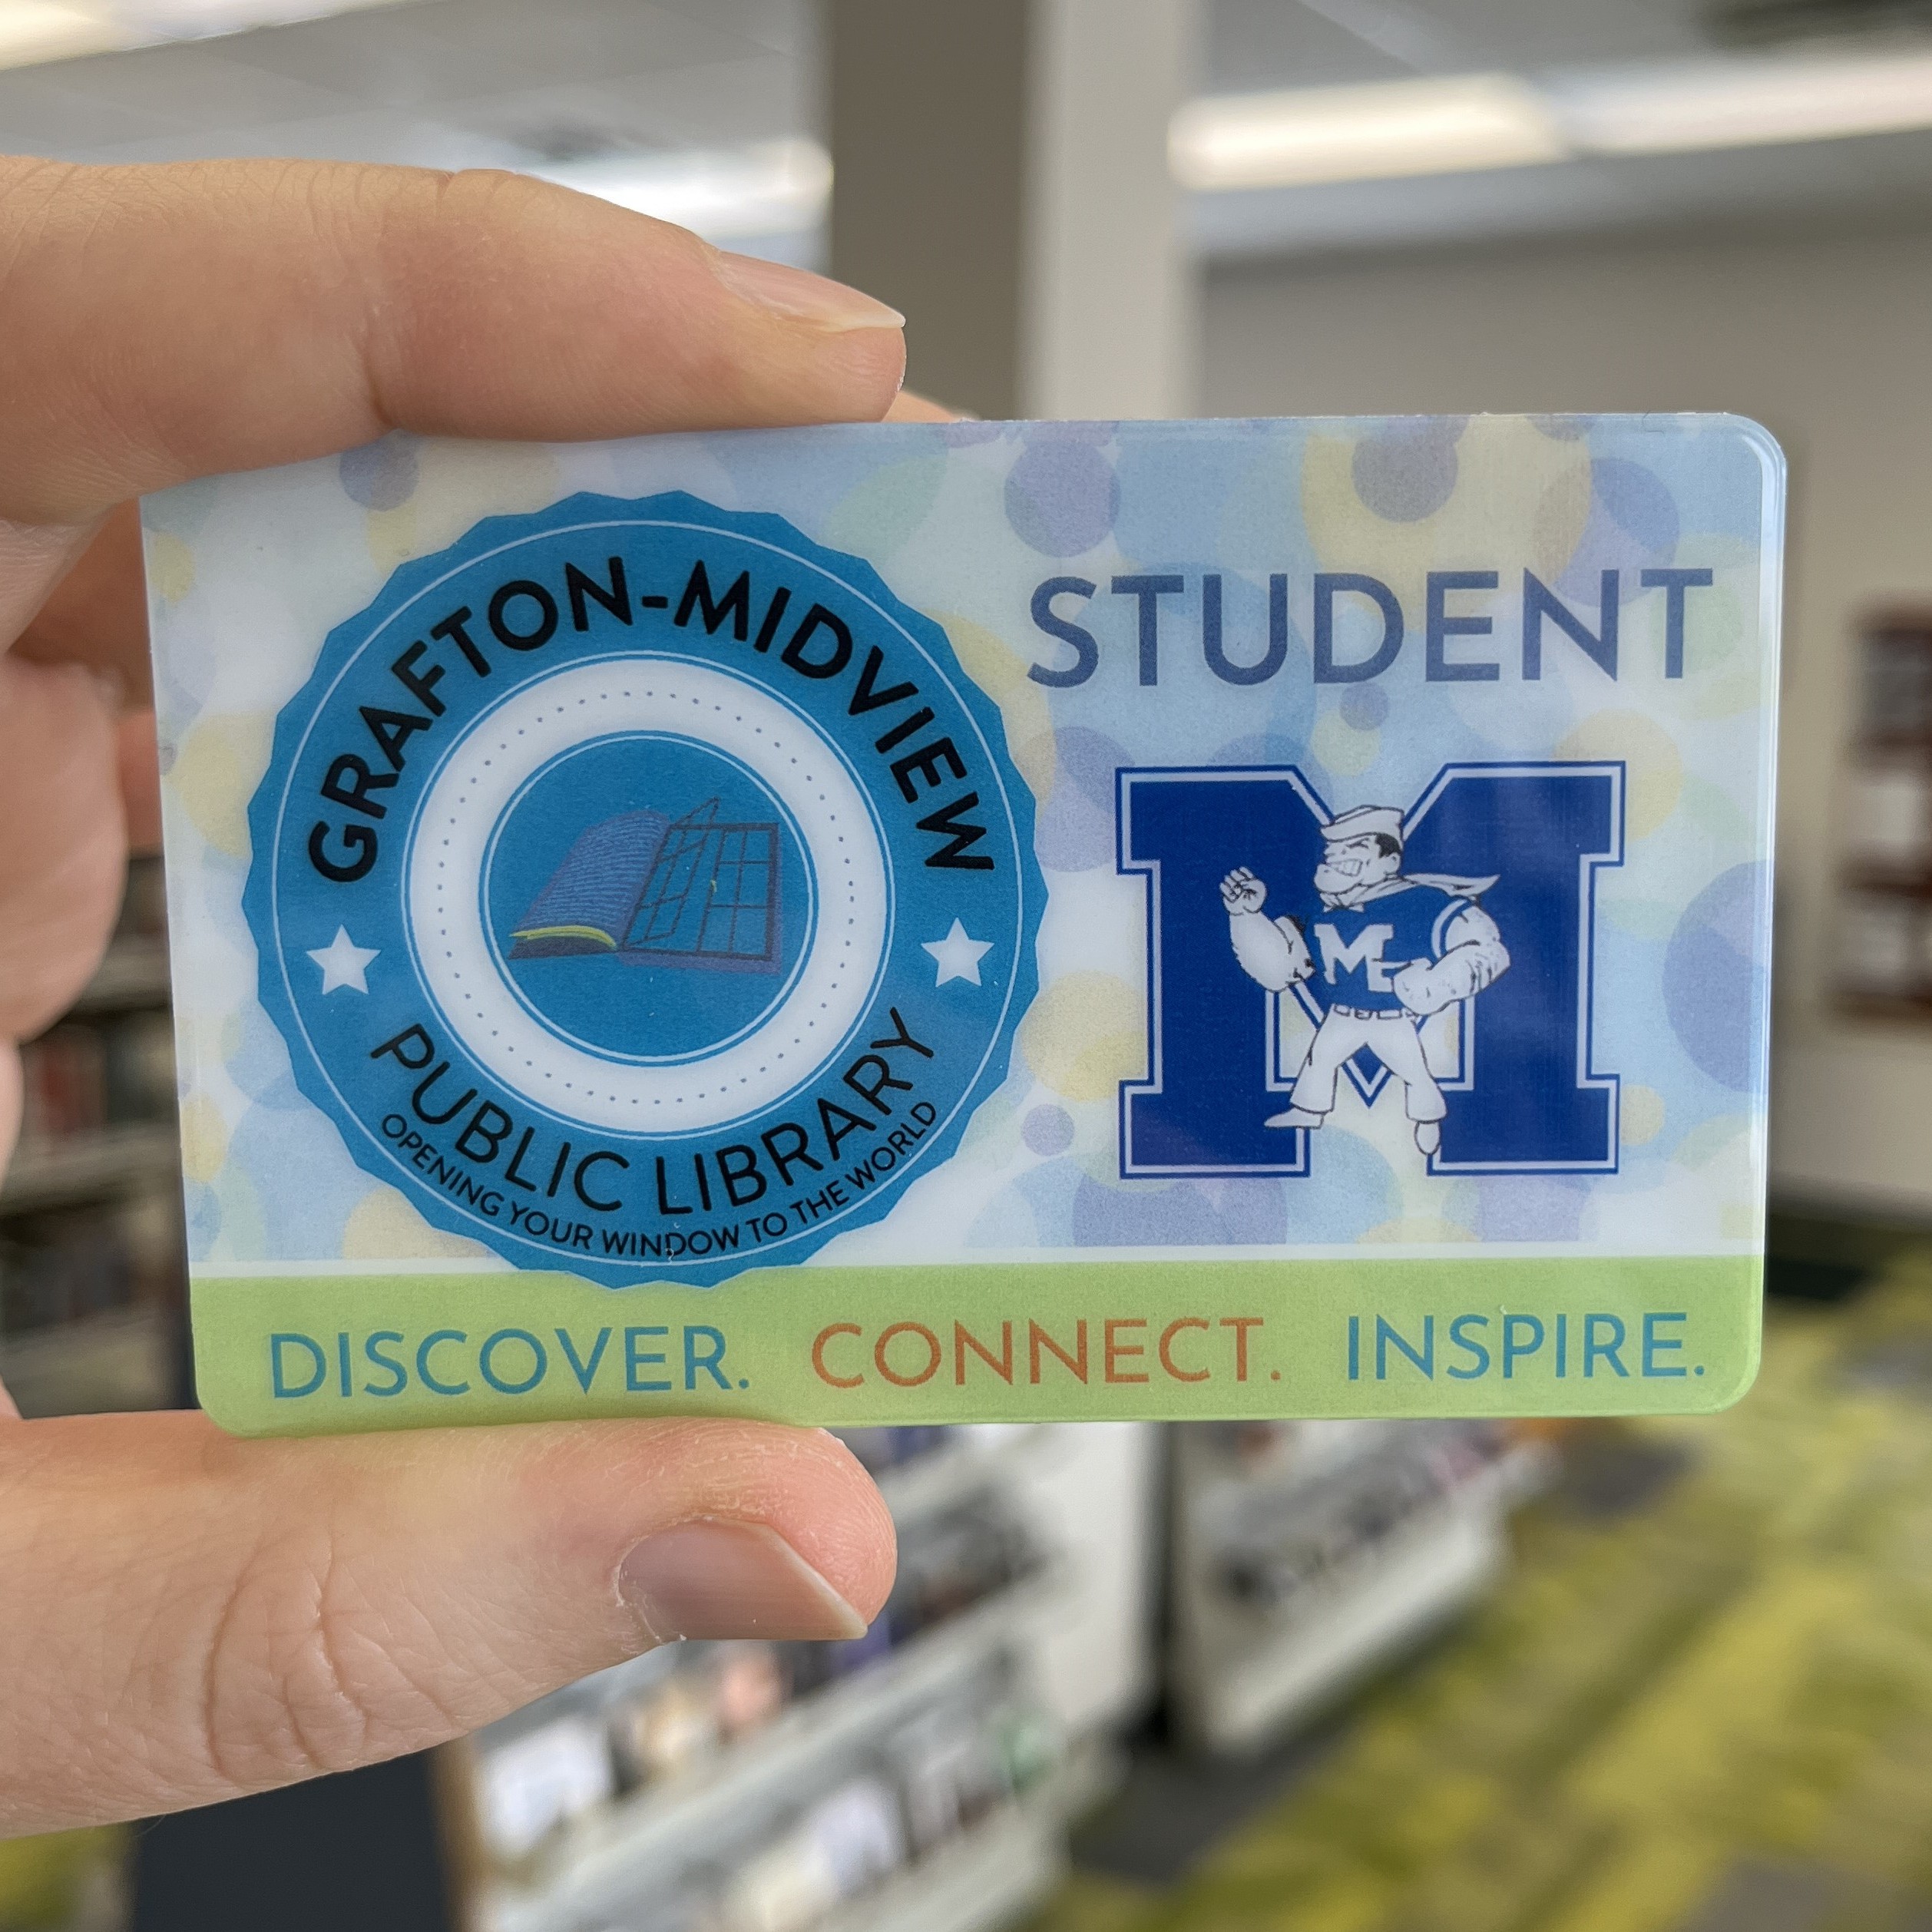 GRAFTON-MIDVIEW
PUBLIC LIBRARY
OPENING YOUR WINDOW TO THE WORLD
STUDENT
M
DISCOVER. CONNECT. INSPIRE.